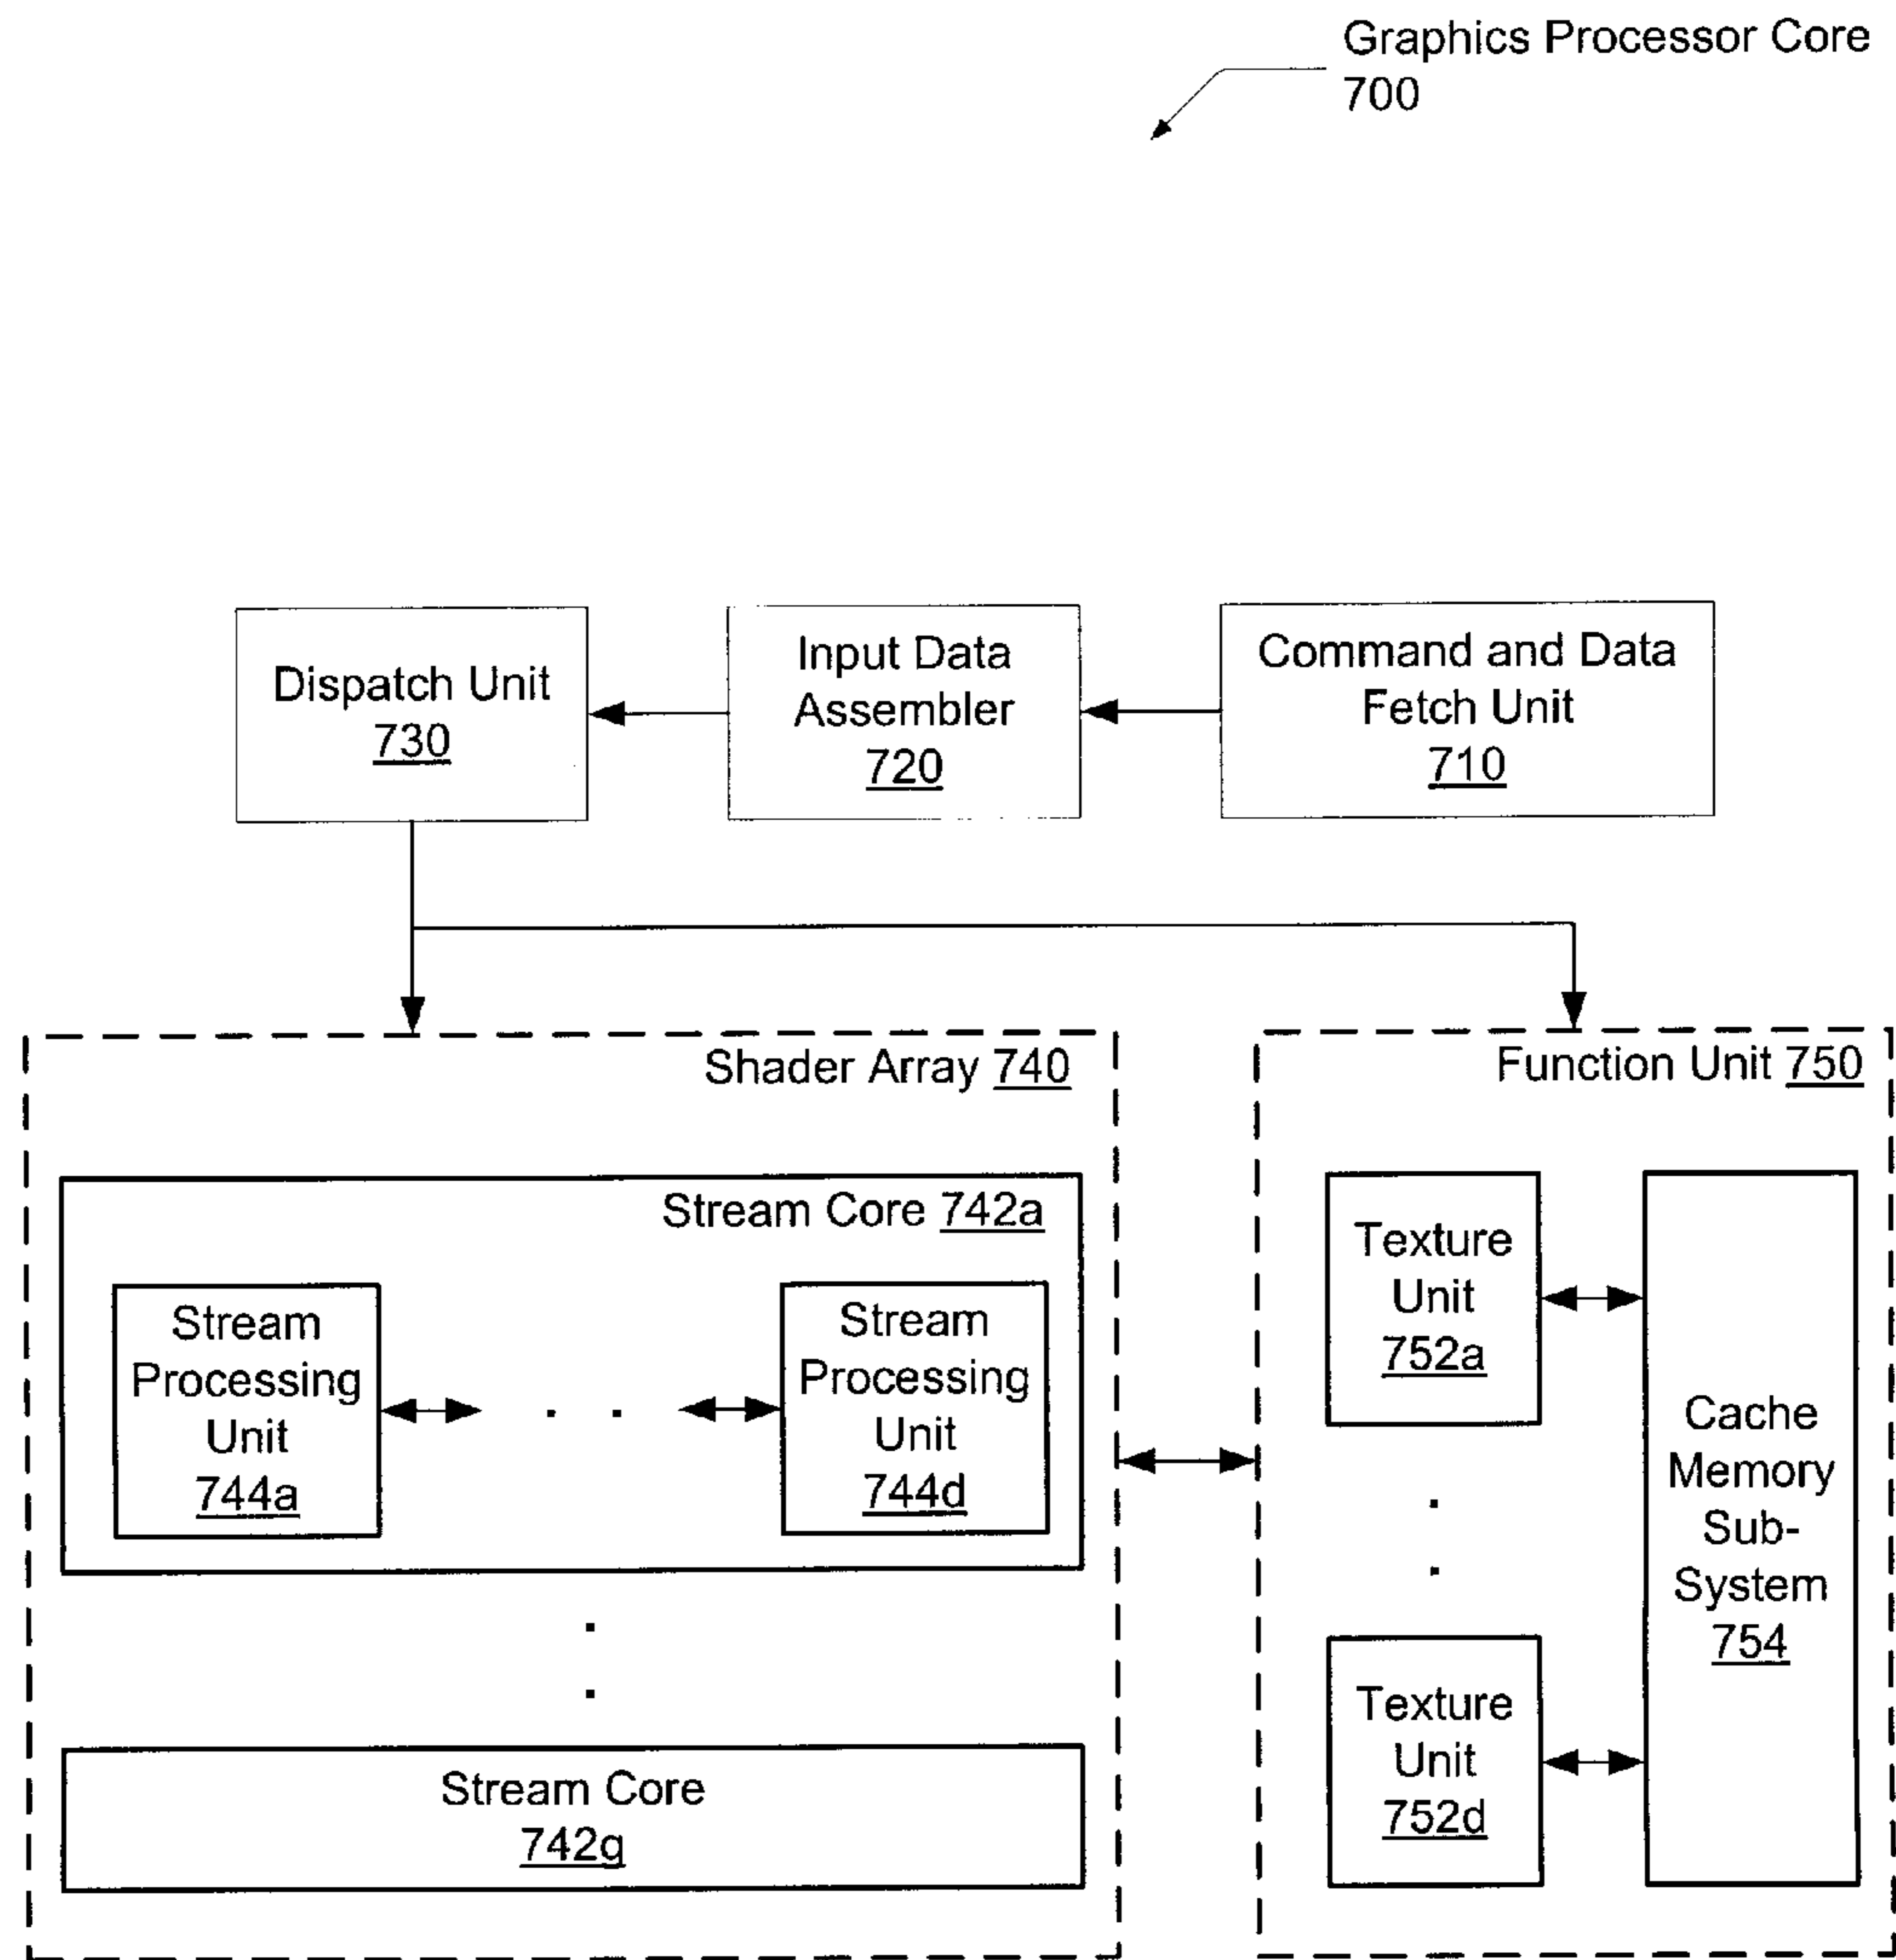 Graphics Processor Core
700
Dispatch Unit
730
Input Data
Assembler
720
Command and Data
Fetch Unit
710
Shader Array 740
Stream Core 742a
Stream
Processing
Unit
744a
Stream
Processing
Unit
744d
Stream Core
742g
Function Unit 750
Texture
Unit
752a
Texture
Unit
752d
Cache
Memory
Sub-
System
754